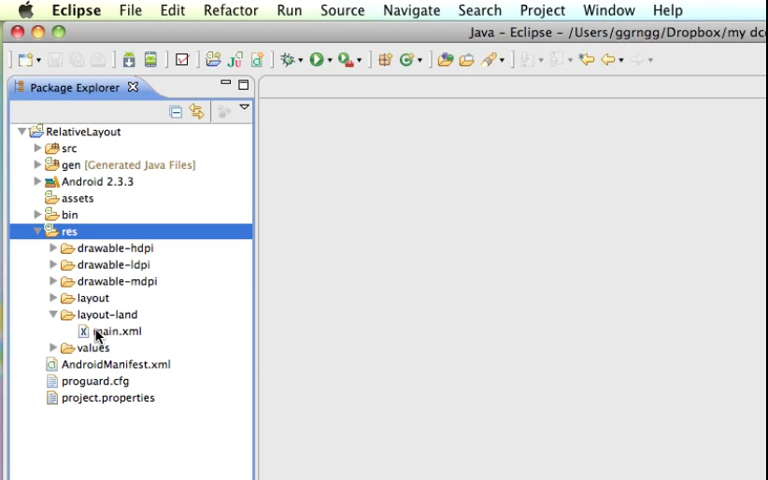 Eclipse File Edit Refactor Run Source Navigate Search Project Window Help
Java - Eclipse - /Users/ggrngg/Dropbox/my
Package Explorer
RelativeLayout
src
gen [Generated Java Files]
Android 2.3.3
assets
bin
res
drawable-hdpi
drawable-ldpi
drawable-mdpi
layout
layout-land
main.xml
values
AndroidManifest.xml
proguard.cfg
project.properties